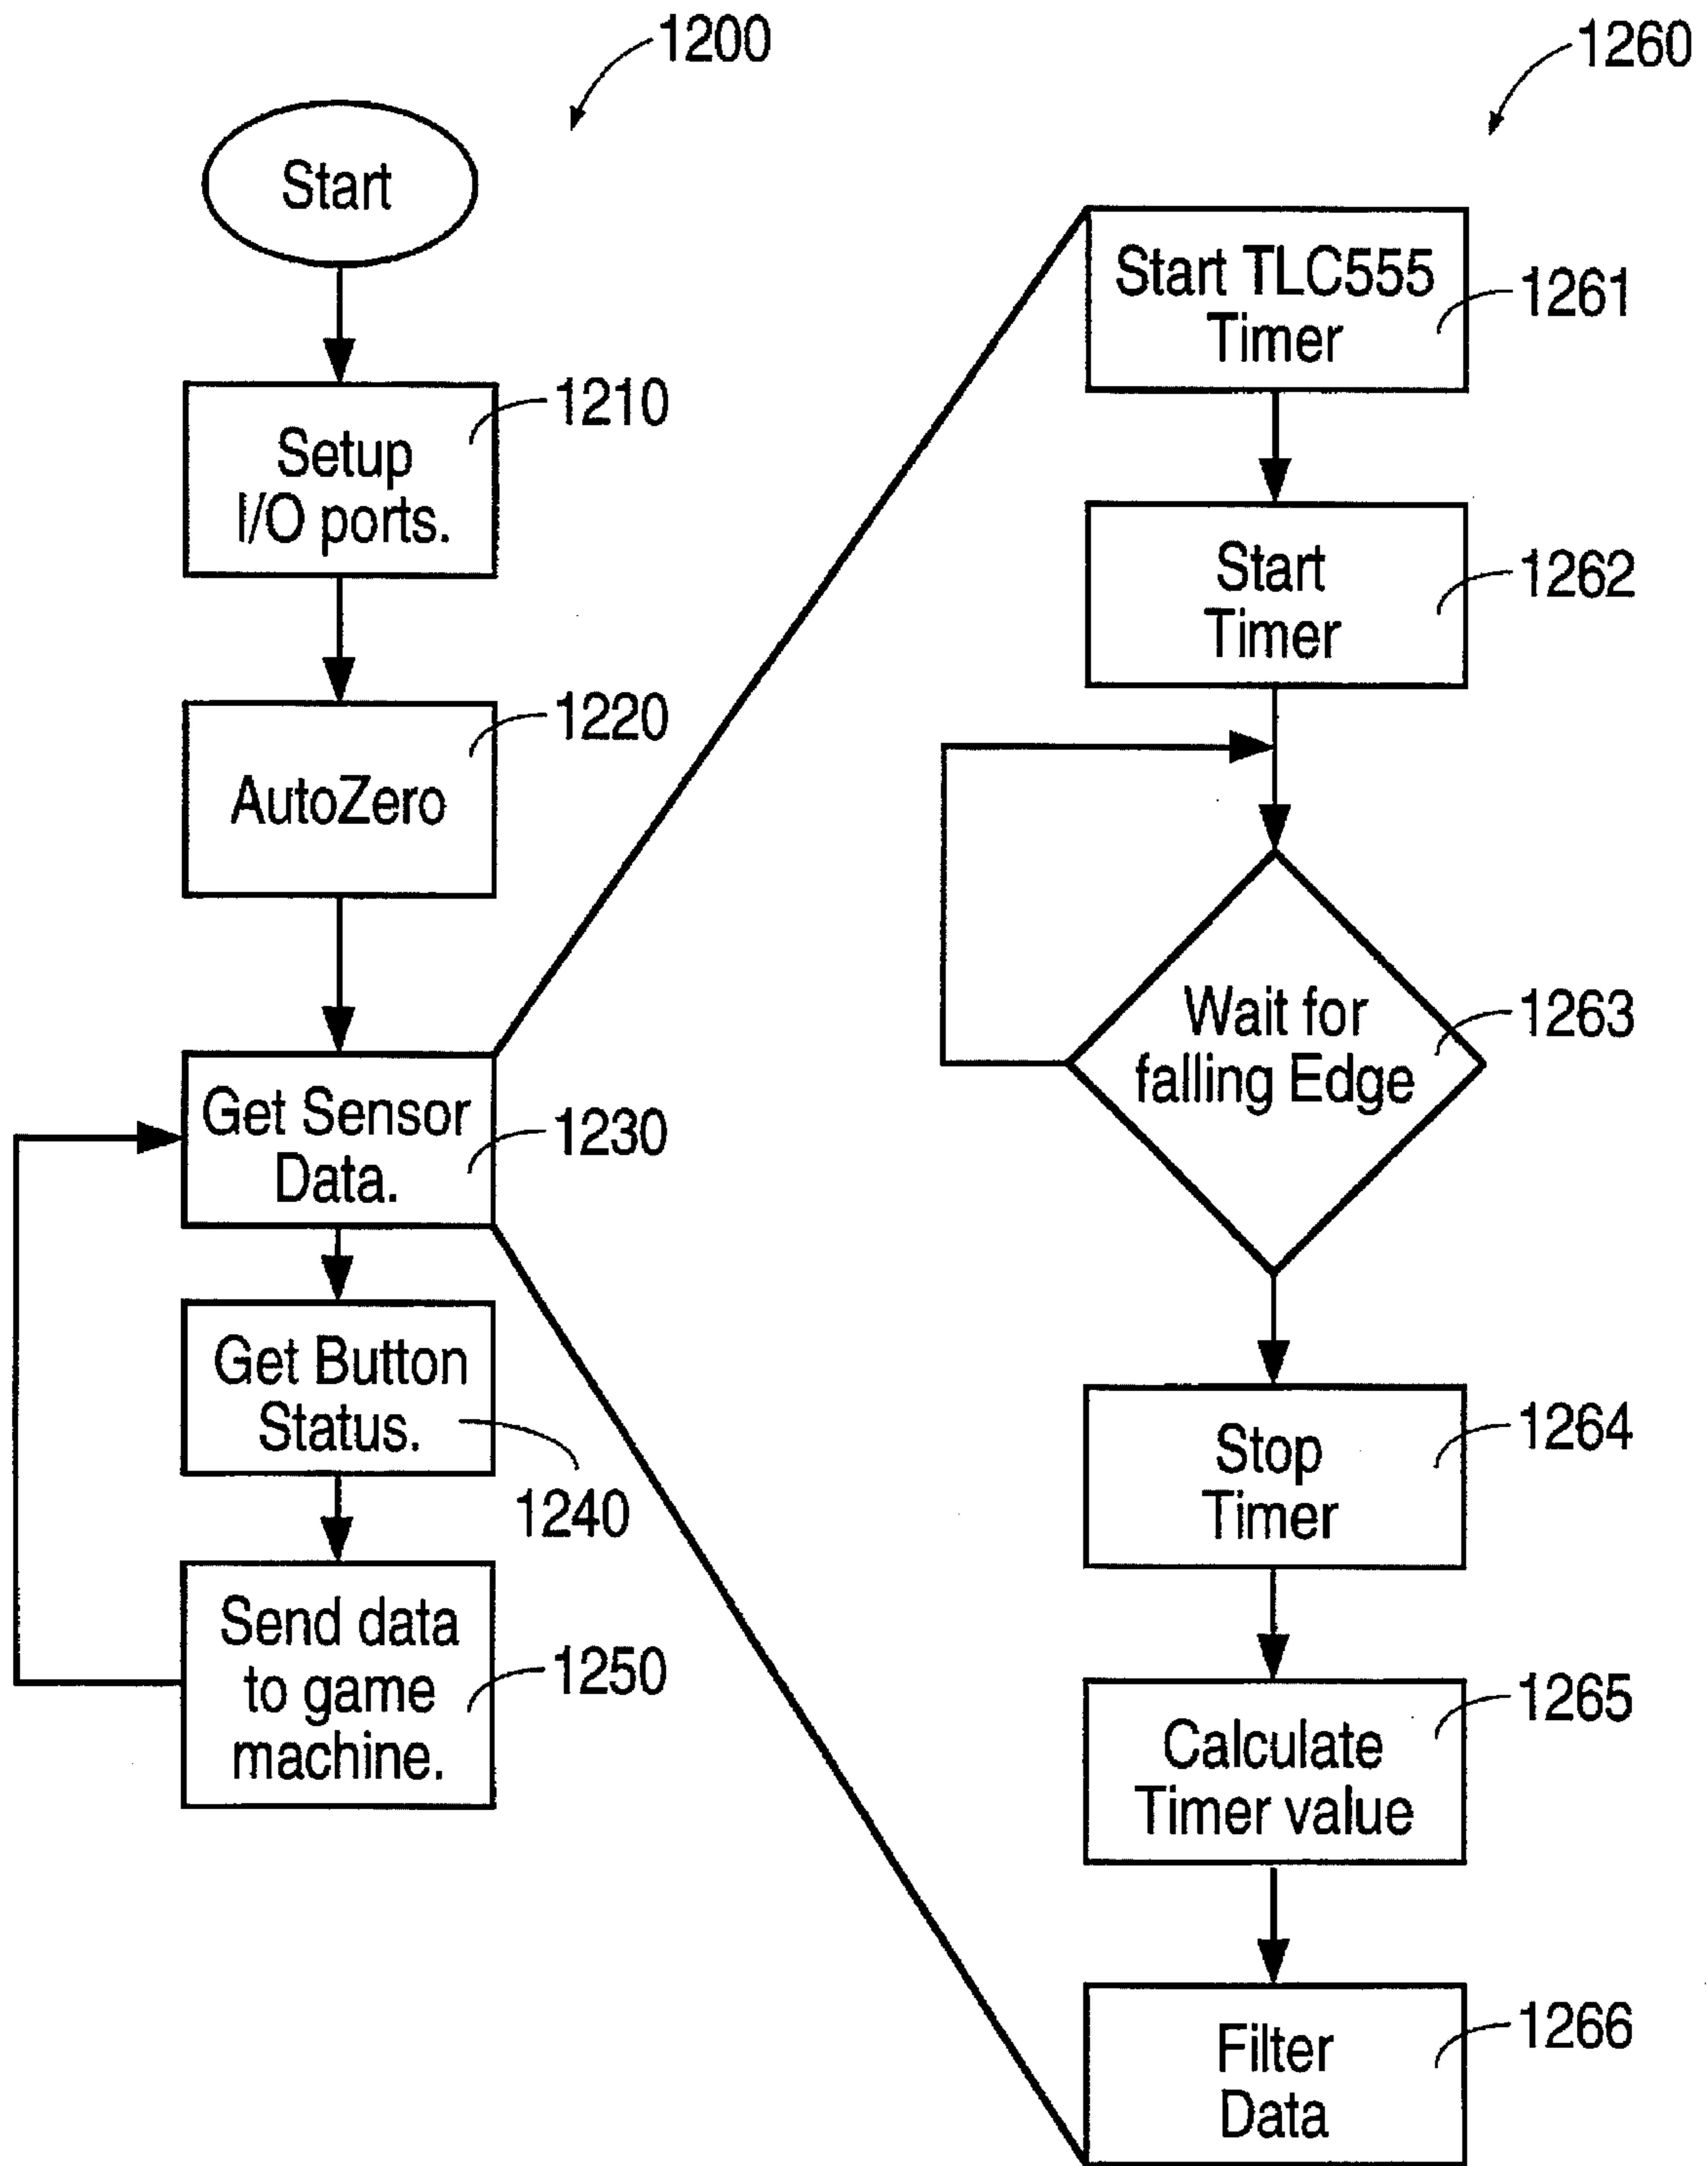 1200
Start
1210
Setup
I/O ports.
1220
AutoZero
Get Sensor
Data.
1230
Get Button
Status.
1240
Send data
to game
machine.
1250
1260
Start TLC555
Timer
1261
Start
Timer
1262
Wait for
falling Edge
1263
Stop
Timer
1264
Calculate
Timer value
1265
Filter
Data
1266